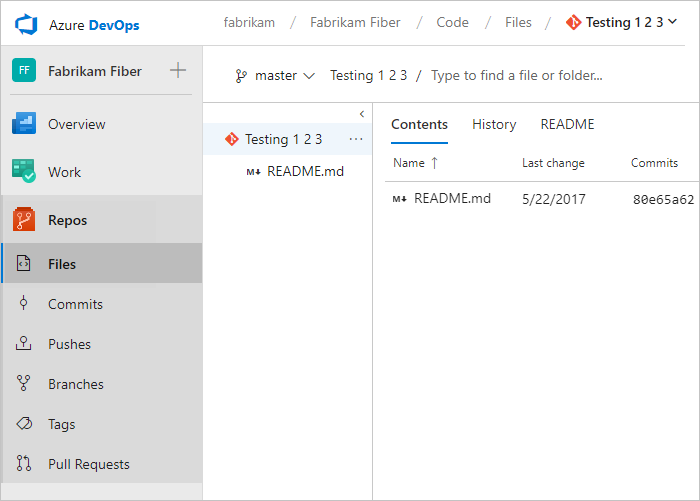 Azure DevOps
fabrikam / Fabrikam Fiber / Code / Files / Testing 1 2 3
FF Fabrikam Fiber
Overview
Work
Repos
Files
Commits
Pushes
Branches
Tags
Pull Requests
master Testing 1 2 3 / Type to find a file or folder...
Testing 1 2 3 ...
M↓ README.md
Contents History README
Name ↑ Last change Commits
M↓ README.md 5/22/2017 80e65a62